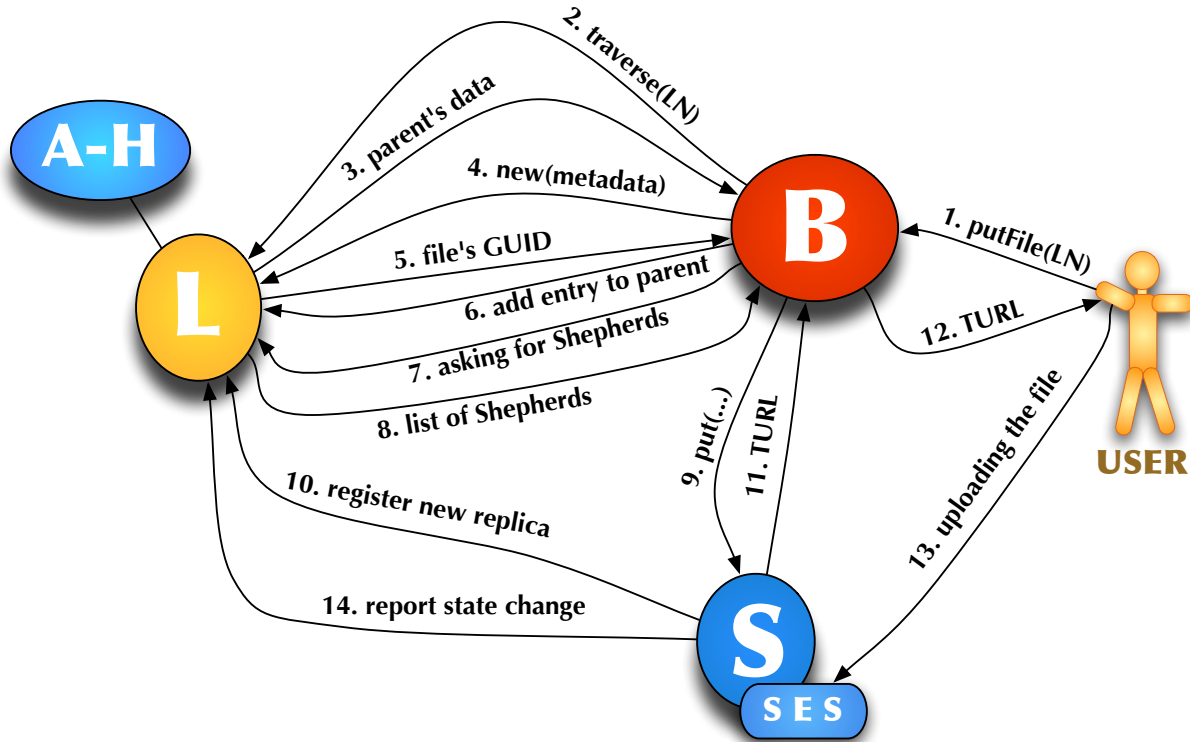 2. traverse(LN)
3. parent's data
A-H
4. new(metadata)
B
1. putFile(LN)
5. file's GUID
L
6. add entry to parent
12. TURL
7. asking for Shepherds
8. list of Shepherds
9. put(...)
11. TURL
USER
13. uploading the file
10. register new replica
14. report state change
S
S E S